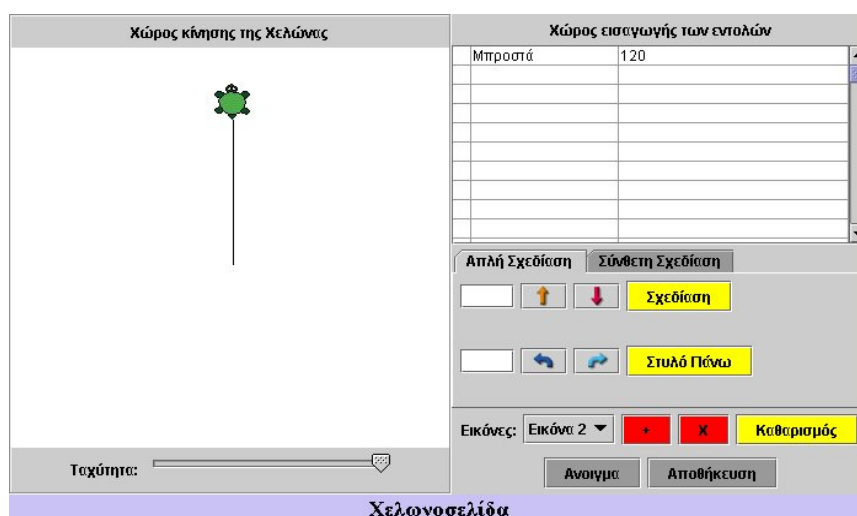 Χώρος κίνησης της Χελώνας
Χώρος εισαγωγής των εντολών
Μπροστά 120
Απλή Σχεδίαση Σύνθετη Σχεδίαση
Σχεδίαση
Στυλό Πάνω
Εικόνες: Εικόνα 2 + X Καθαρισμός
Ταχύτητα:
Ανοιγμα Αποθήκευση
Χελωνοσελίδα